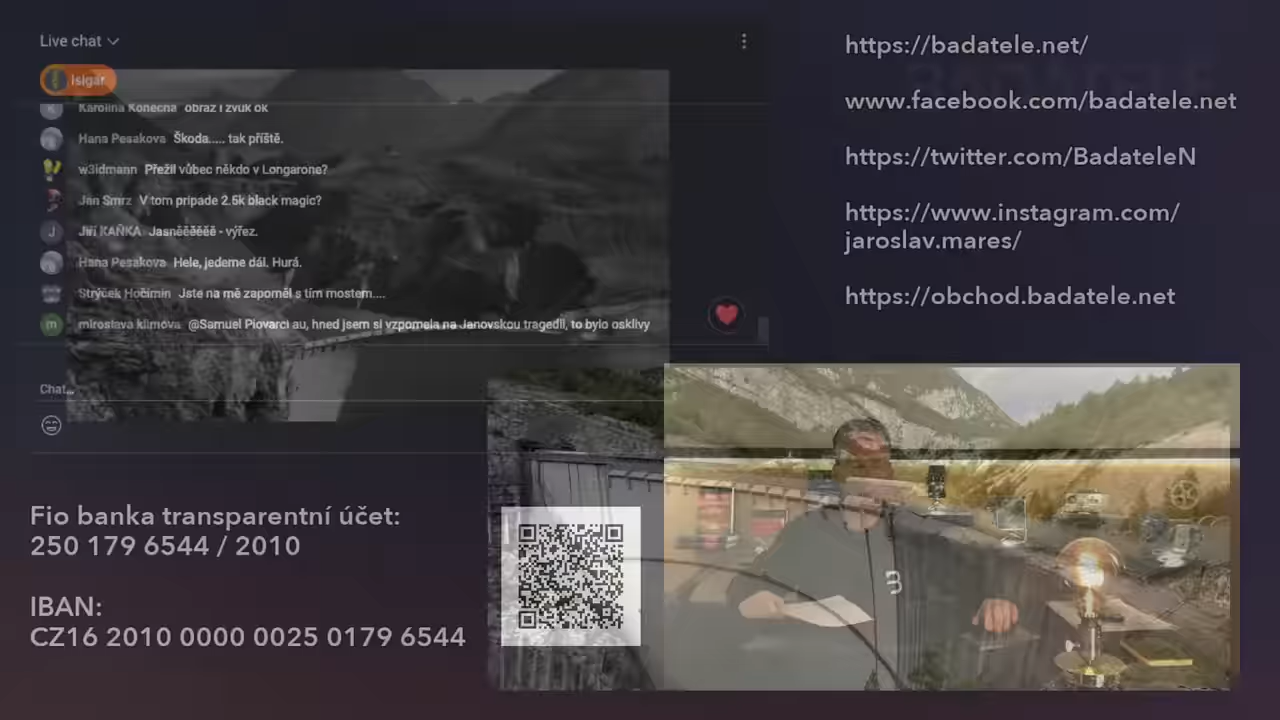 Live chat
Isigar
Karolína Konečná obraz i zvuk ok
Hana Pesakova Škoda..... tak příště.
w3idmann Přežil vůbec někdo v Longarone?
Jan Smrz V tom pripade 2.5k black magic?
J Jiří KAŇKA Jasněěěěěě - výřez.
Hana Pesakova Hele, jedeme dál. Hurá.
Strýček Hočimin Jste na mě zapoměl s tím mostem....
m miroslava klimova @Samuel Piovarci au, hned jsem si vzpomela na Janovskou tragedii, to bylo osklivy
Chat...
Fio banka transparentní účet:
250 179 6544 / 2010
IBAN:
CZ16 2010 0000 0025 0179 6544
https://badatele.net/
www.facebook.com/badatele.net
https://twitter.com/BadateleN
https://www.instagram.com/
jaroslav.mares/
https://obchod.badatele.net